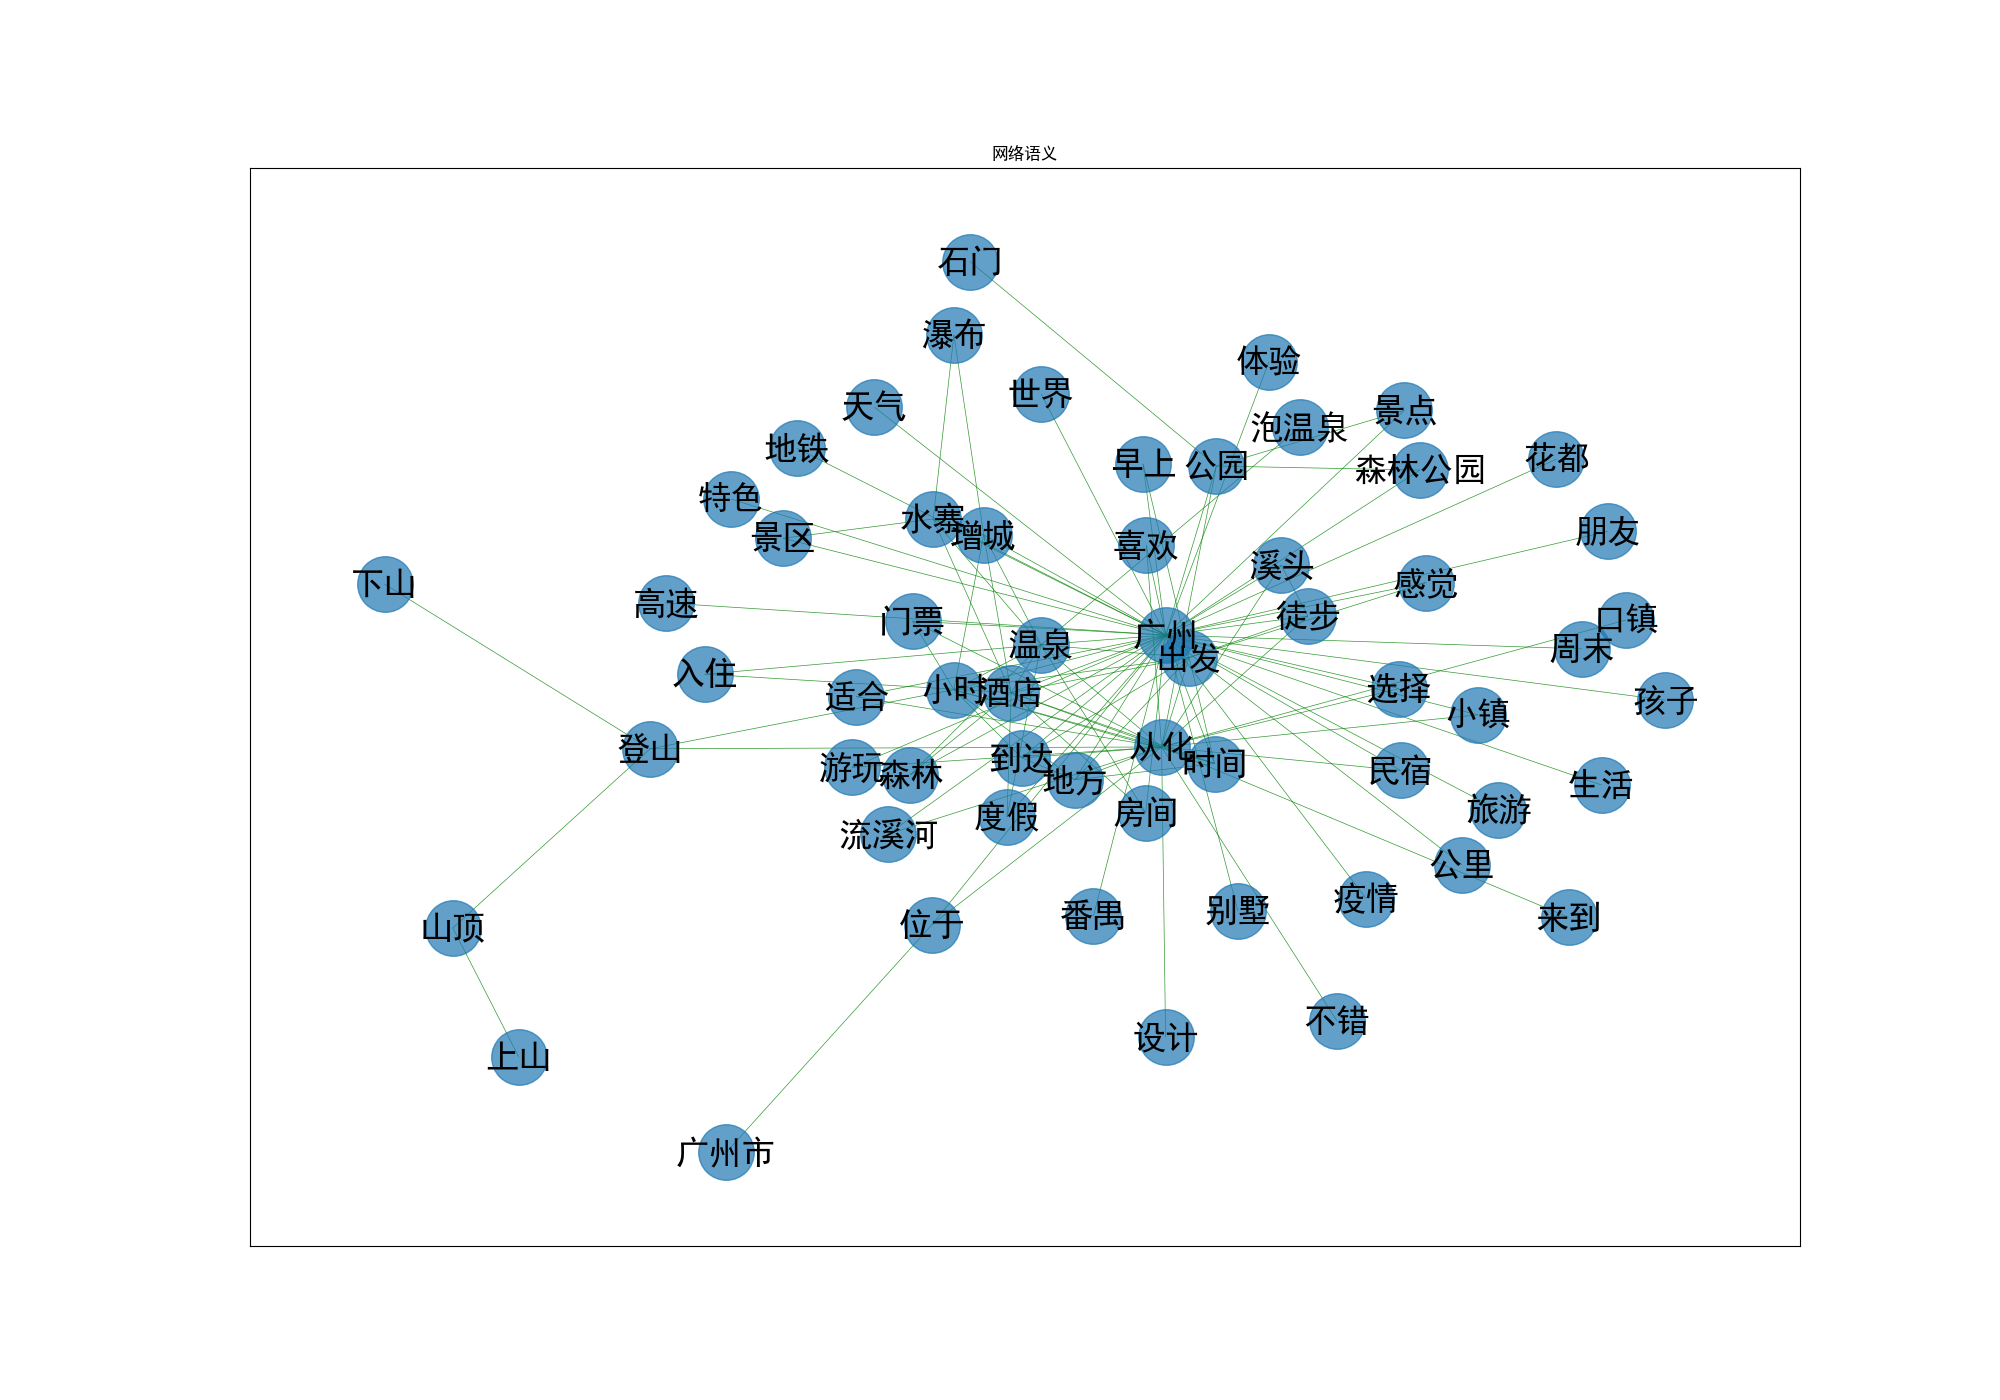 网络语义
石门
瀑布
体验
世界
天气
景点
泡温泉
地铁
花都
早上
公园
森林公园
特色
水寨
增城
景区
喜欢
朋友
溪头
下山
感觉
高速
门票
徒步
口镇
广州
温泉
周末
出发
入住
小时
酒店
适合
选择
孩子
小镇
登山
从化
到达
时间
游玩
森林
地方
民宿
生活
度假
房间
旅游
流溪河
公里
疫情
别墅
番禺
来到
位于
山顶
不错
设计
上山
广州市